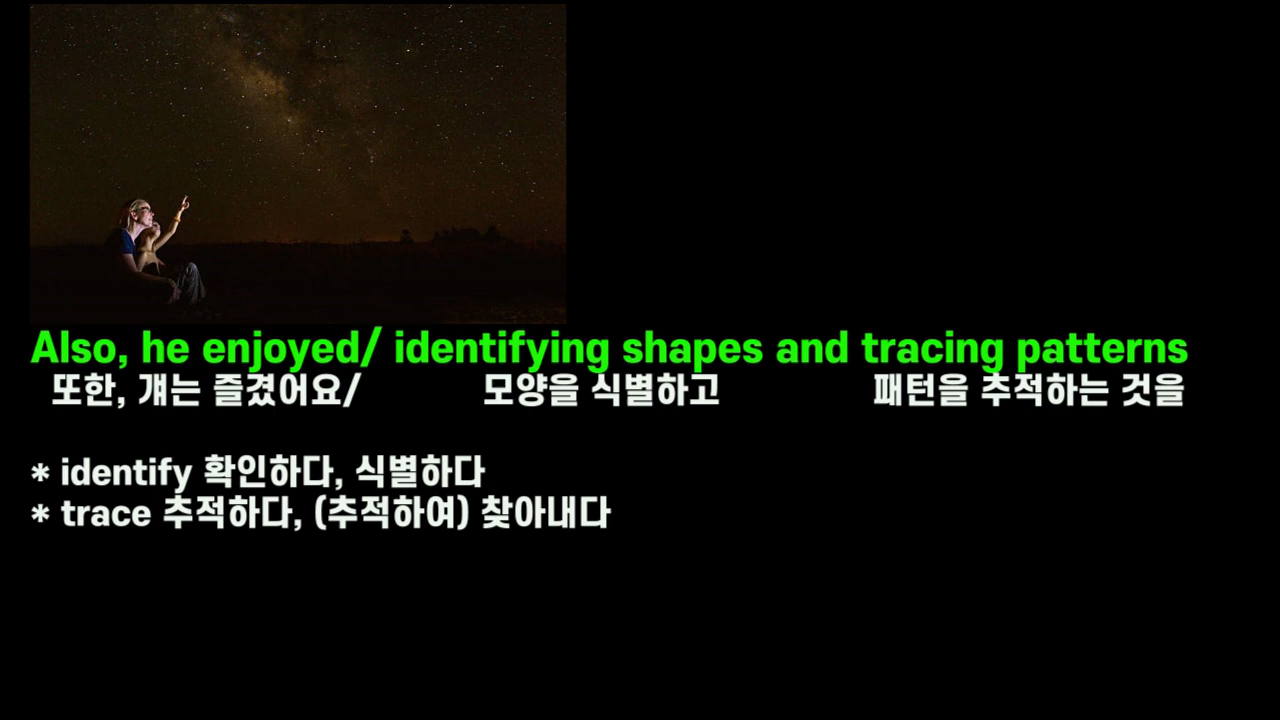 Also, he enjoyed/ identifying shapes and tracing patterns
또한, 걔는 즐겼어요/ 모양을 식별하고 패턴을 추적하는 것을
* identify 확인하다, 식별하다
* trace 추적하다, (추적하여) 찾아내다